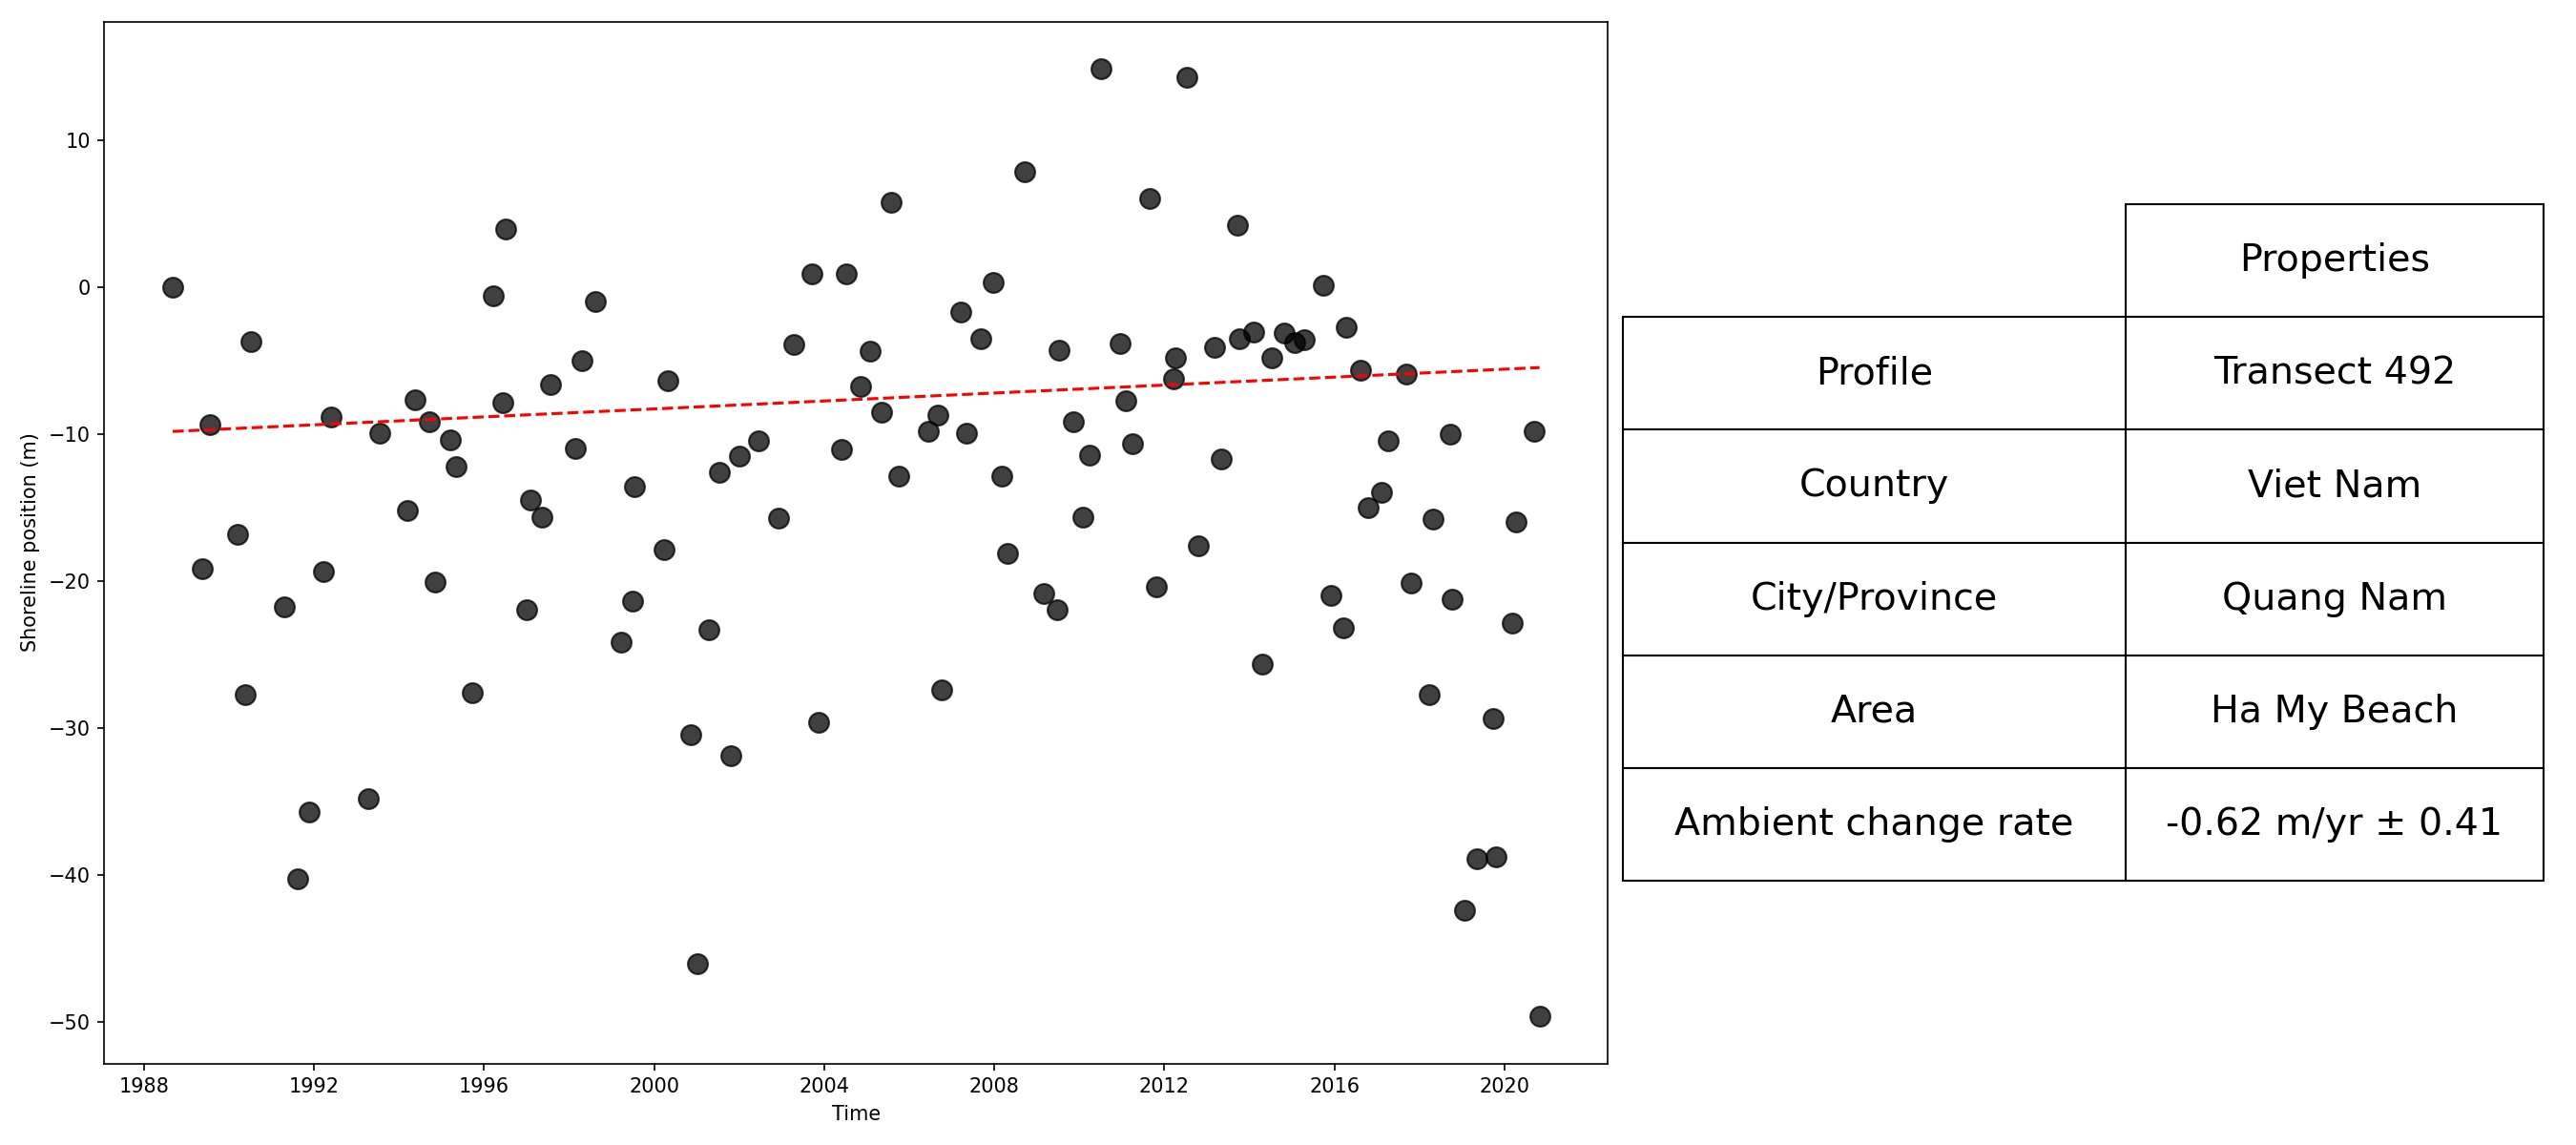 10
0
−10
−20
−30
−40
−50
Shoreline position (m)
1988 1992 1996 2000 2004 2008 2012 2016 2020
Time
Properties
Profile Transect 492
Country Viet Nam
City/Province Quang Nam
Area Ha My Beach
Ambient change rate -0.62 m/yr ± 0.41